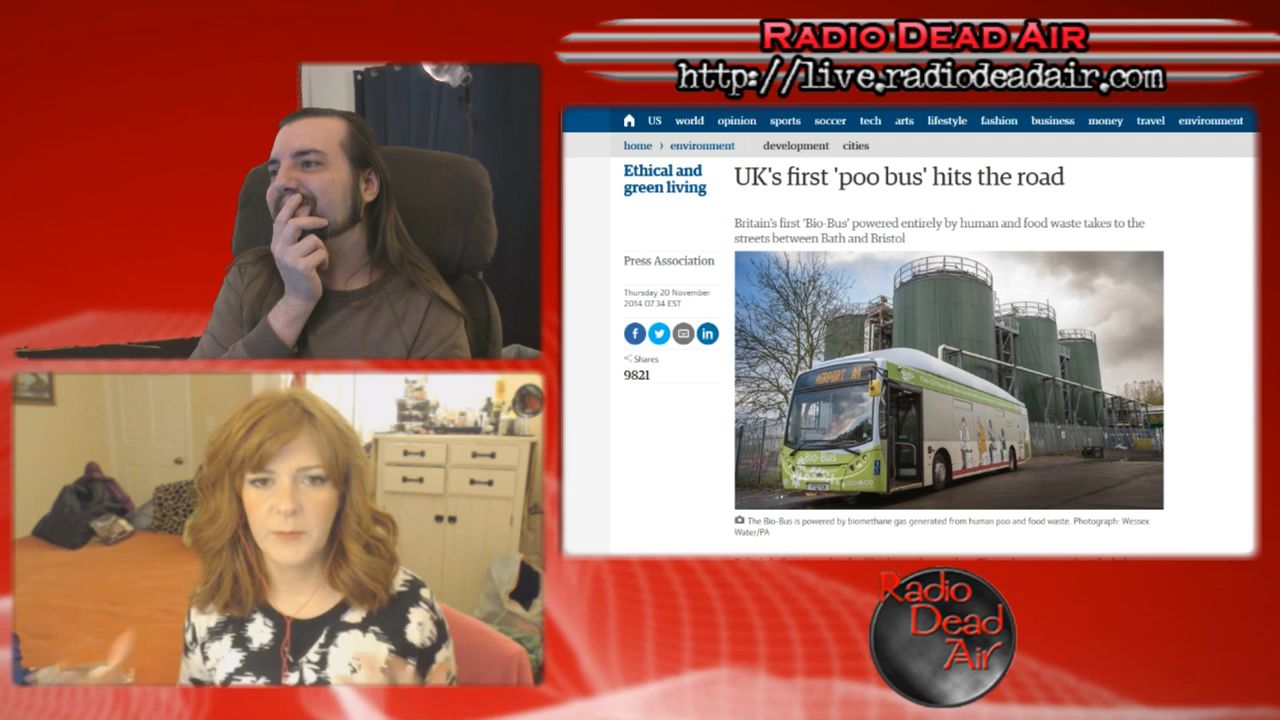 Radio Dead Air
http://live.radiodeadair.com
US world opinion sports soccer tech arts lifestyle fashion business money travel environment
home › environment development cities
Ethical and
green living
UK's first 'poo bus' hits the road
Britain's first 'Bio-Bus' powered entirely by human and food waste takes to the
streets between Bath and Bristol
Press Association
Thursday 20 November
2014 07.34 EST
Shares
9821
AIRPORT A4
Bio-Bus
The Bio-Bus is powered by biomethane gas generated from human poo and food waste. Photograph: Wessex
Water/PA
Radio
Dead
Air